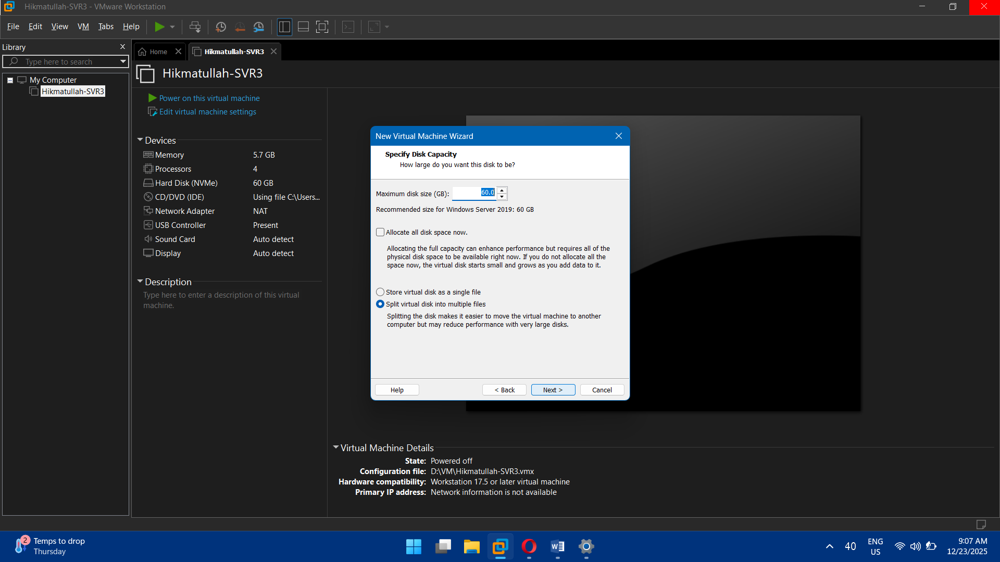 Hikmatullah-SVR3 - VMware Workstation
File Edit View VM Tabs Help
Library
Type here to search
My Computer
Hikmatullah-SVR3
Home
Hikmatullah-SVR3
Hikmatullah-SVR3
Power on this virtual machine
Edit virtual machine settings
Devices
Memory 5.7 GB
Processors 4
Hard Disk (NVMe) 60 GB
CD/DVD (IDE) Using file C:\Users...
Network Adapter NAT
USB Controller Present
Sound Card Auto detect
Display Auto detect
Description
Type here to enter a description of this virtual
machine.
New Virtual Machine Wizard
Specify Disk Capacity
How large do you want this disk to be?
Maximum disk size (GB): 60.0
Recommended size for Windows Server 2019: 60 GB
Allocate all disk space now.
Allocating the full capacity can enhance performance but requires all of the
physical disk space to be available right now. If you do not allocate all the
space now, the virtual disk starts small and grows as you add data to it.
Store virtual disk as a single file
Split virtual disk into multiple files
Splitting the disk makes it easier to move the virtual machine to another
computer but may reduce performance with very large disks.
Help < Back Next > Cancel
Virtual Machine Details
State: Powered off
Configuration file: D:\VM\Hikmatullah-SVR3.vmx
Hardware compatibility: Workstation 17.5 or later virtual machine
Primary IP address: Network information is not available
2
Temps to drop
Thursday
W
40
ENG
US
9:07 AM
12/23/2025